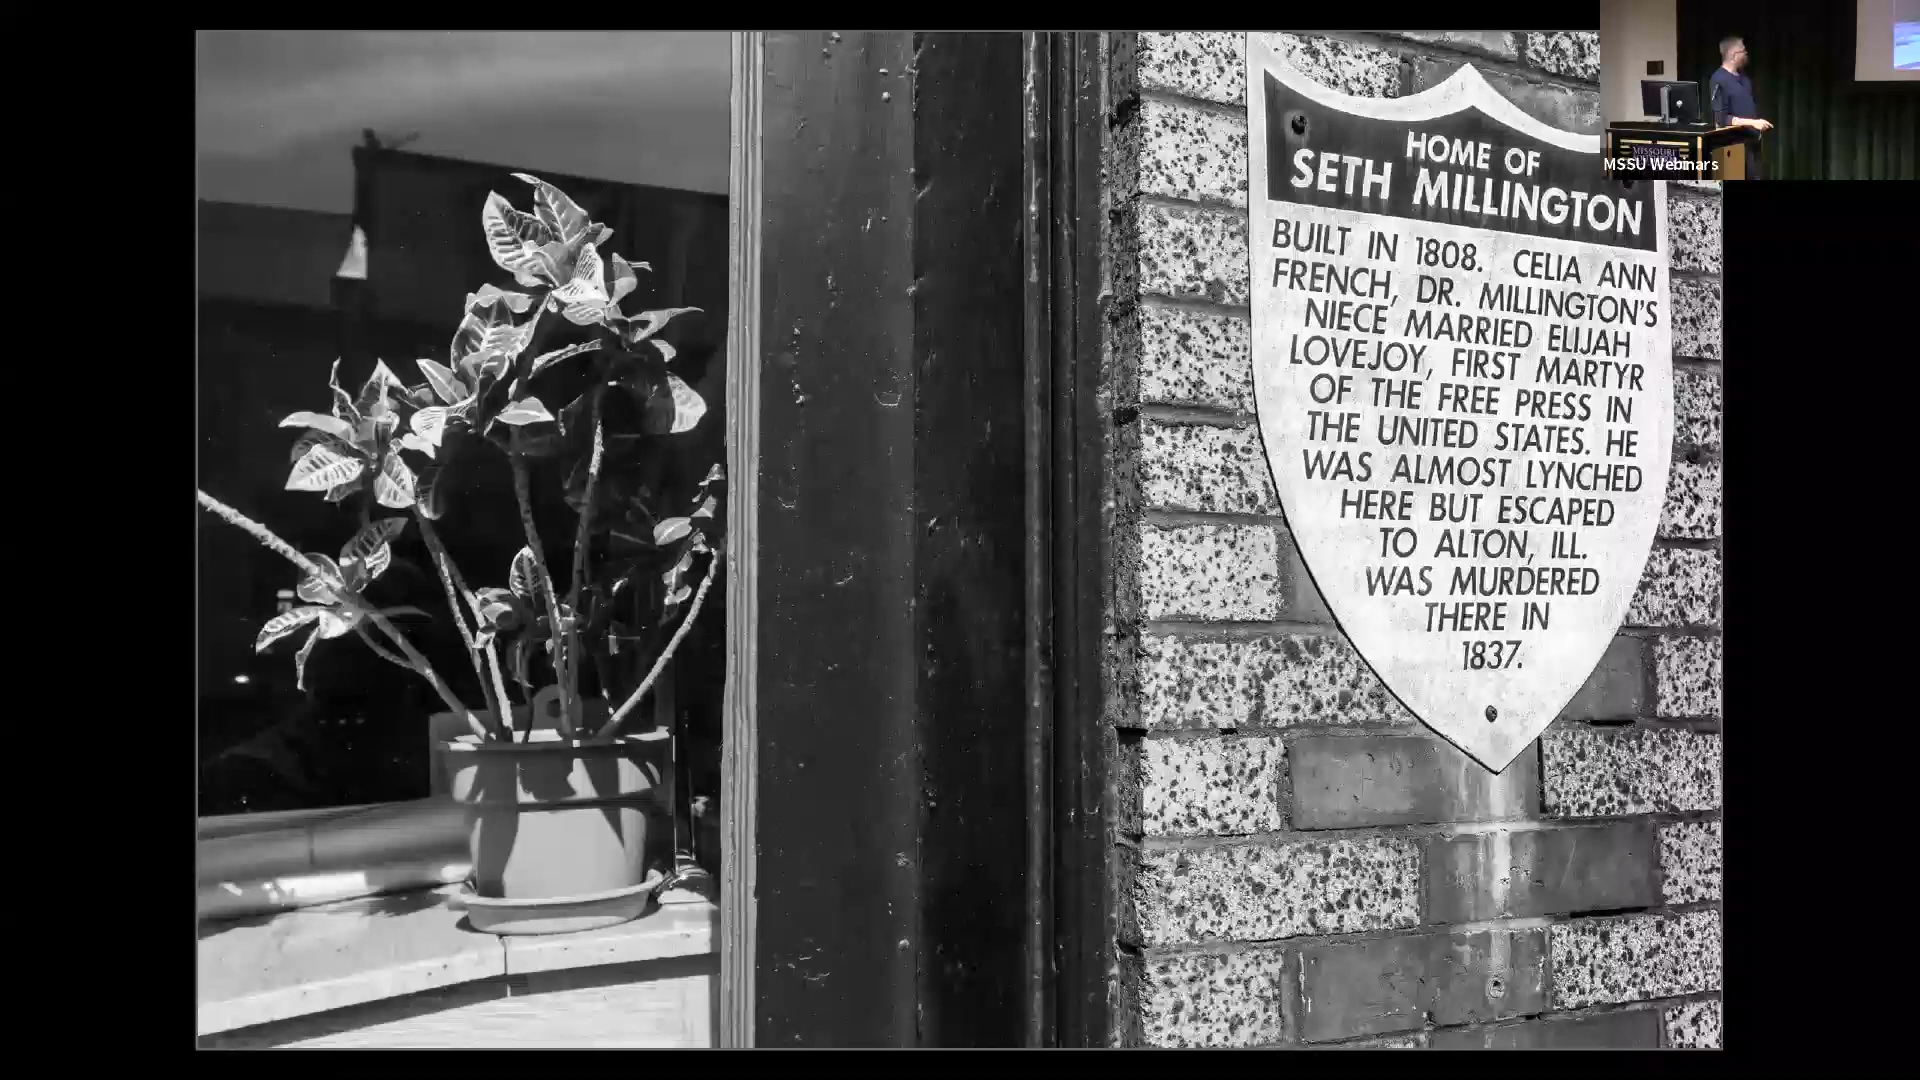 HOME OF
SETH MILLINGTON
BUILT IN 1808. CELIA ANN
FRENCH, DR. MILLINGTON'S
NIECE MARRIED ELIJAH
LOVEJOY, FIRST MARTYR
OF THE FREE PRESS IN
THE UNITED STATES. HE
WAS ALMOST LYNCHED
HERE BUT ESCAPED
TO ALTON, ILL.
WAS MURDERED
THERE IN
1837.
MISSOURI
MSSU Webinars